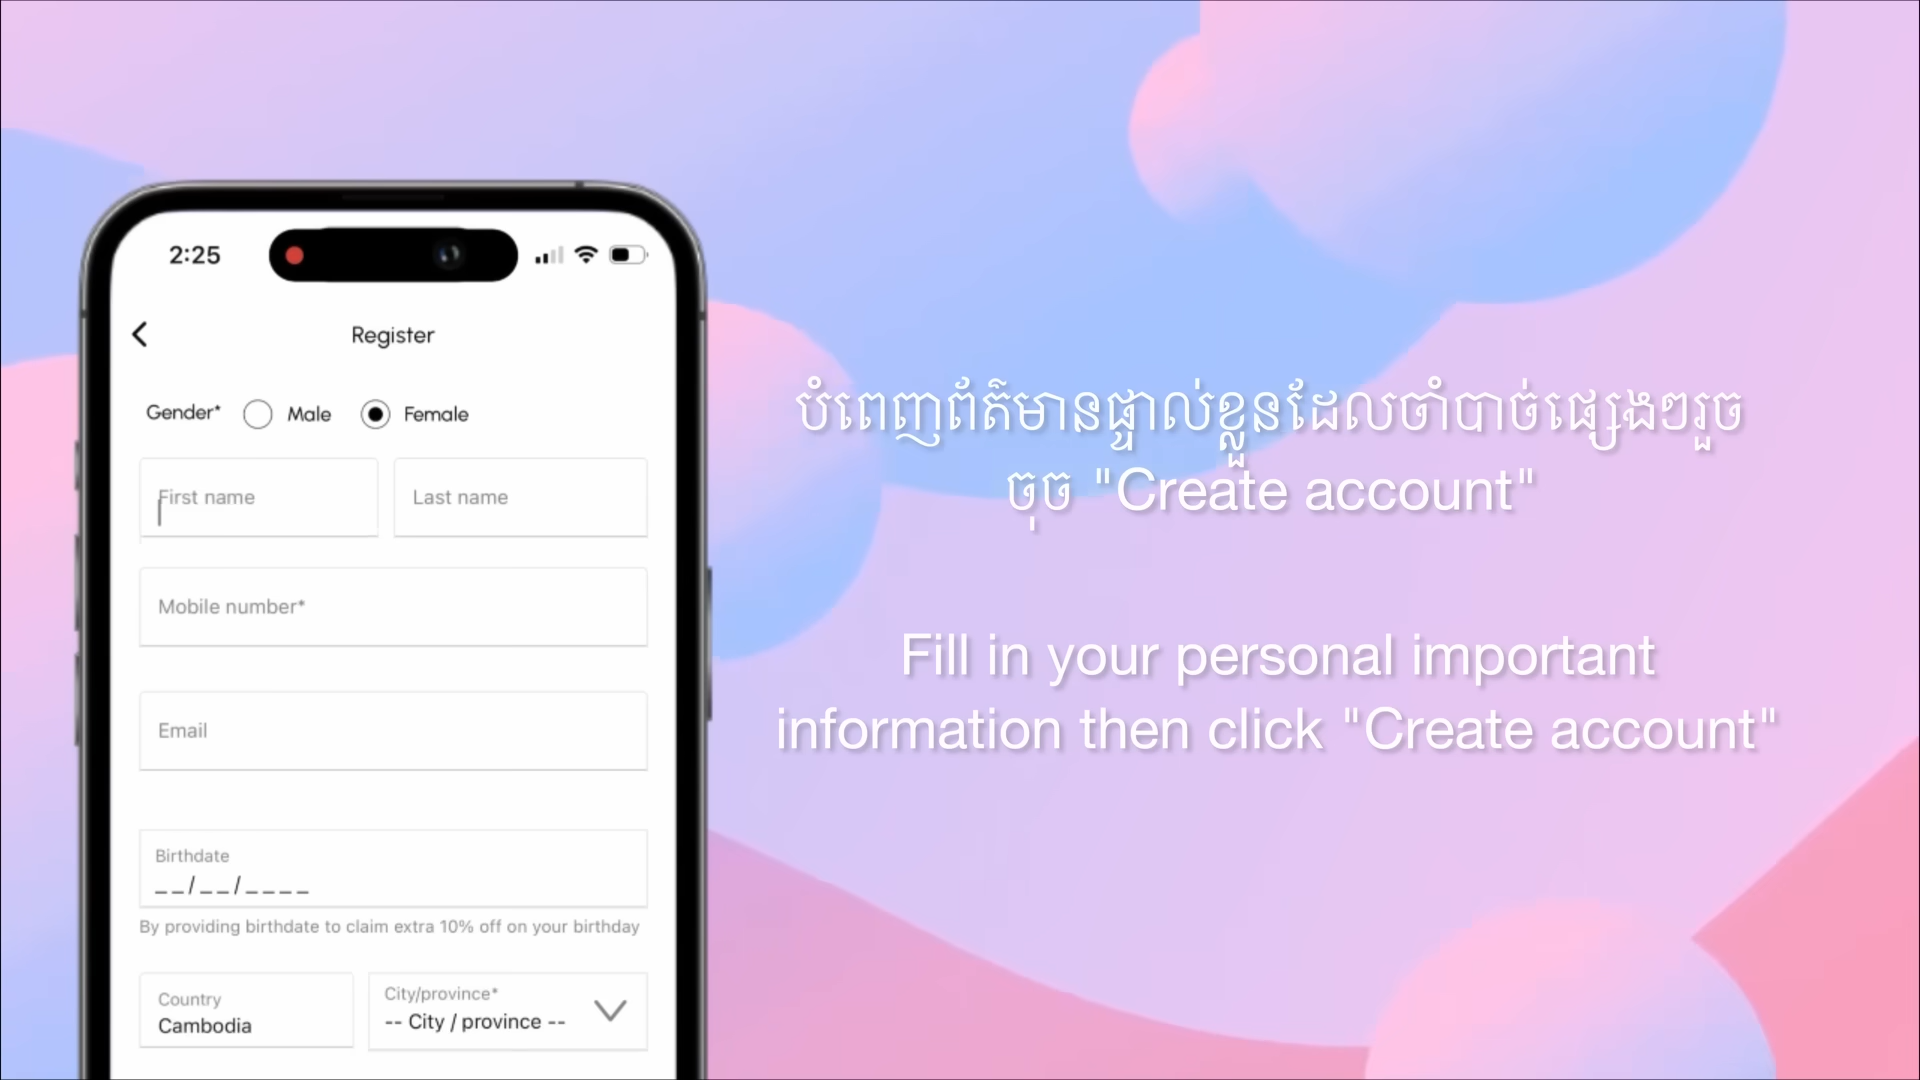 2:25
Register
Gender* Male Female
First name Last name
Mobile number*
Email
Birthdate
__/__/____
By providing birthdate to claim extra 10% off on your birthday
Country City/province*
Cambodia -- City / province --
បំពេញព័ត៌មានផ្ទាល់ខ្លួនដែលចាំបាច់ផ្សេងៗរួច
ចុច "Create account"
Fill in your personal important
information then click "Create account"